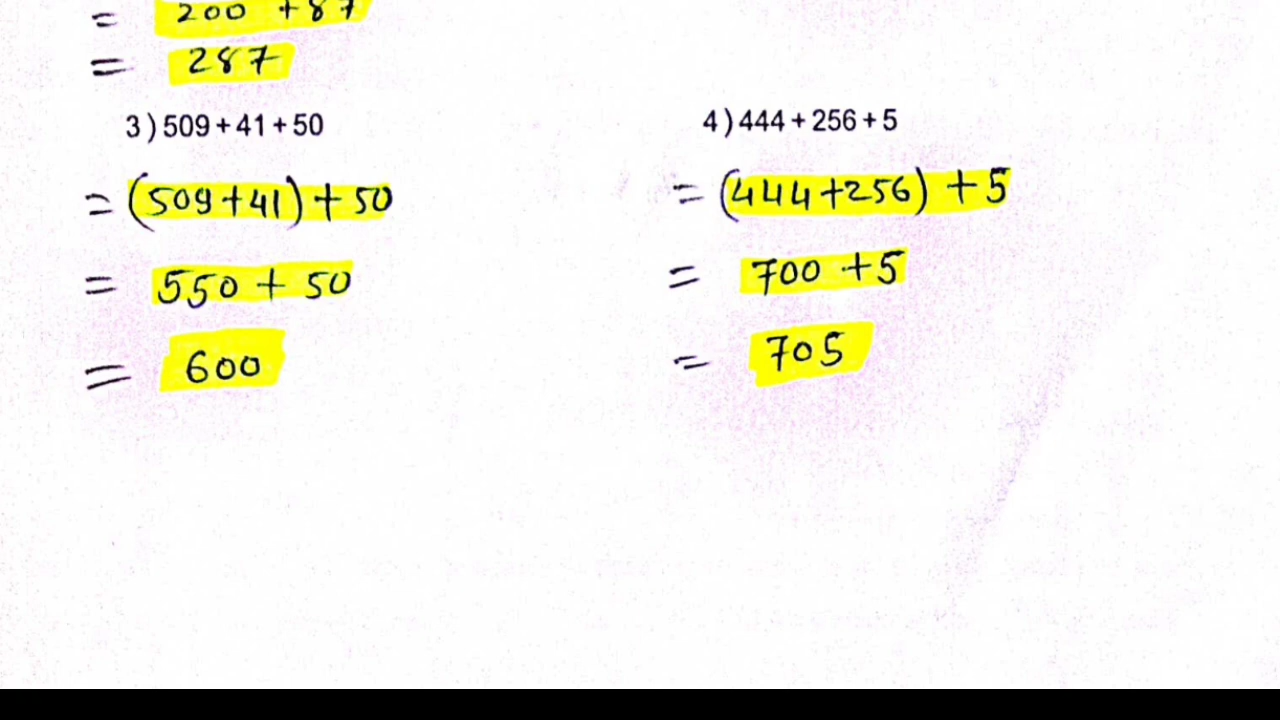 = 200 + 87
= 287
3) 509 + 41 + 50
= (509+41) + 50
= 550 + 50
= 600
4) 444 + 256 + 5
= (444+256) + 5
= 700 + 5
= 705